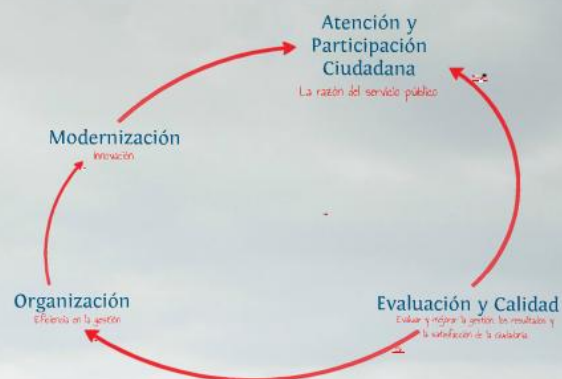 Atención y
Participación
Ciudadana
La razón del servicio público
Modernización
Innovación
Organización
Eficiencia en la gestión
Evaluación y Calidad
Evaluar y mejorar la gestión, los resultados y
la satisfacción de la ciudadanía